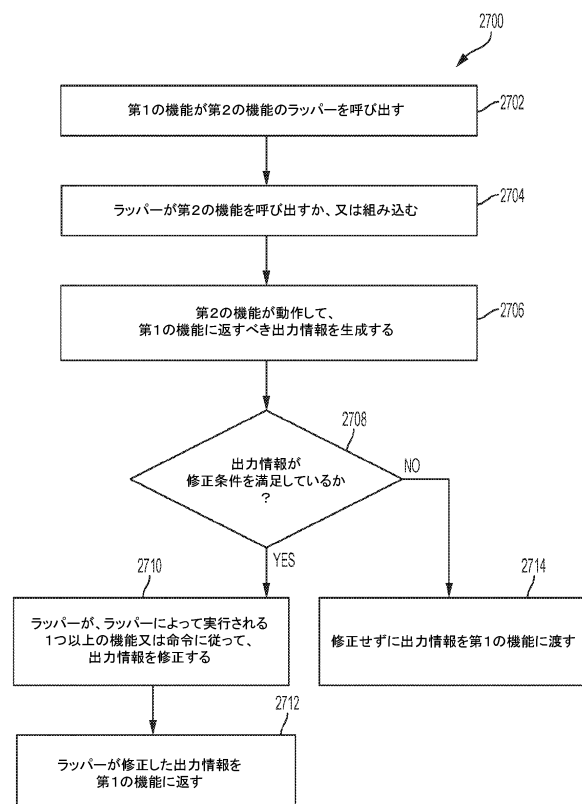 2700
第1の機能が第2の機能のラッパーを呼び出す
2702
ラッパーが第2の機能を呼び出すか、又は組み込む
2704
第2の機能が動作して、
第1の機能に返すべき出力情報を生成する
2706
2708
出力情報が
修正条件を満足しているか
?
NO
YES
2710
ラッパーが、ラッパーによって実行される
1つ以上の機能又は命令に従って、
出力情報を修正する
2714
修正せずに出力情報を第1の機能に渡す
2712
ラッパーが修正した出力情報を
第1の機能に返す